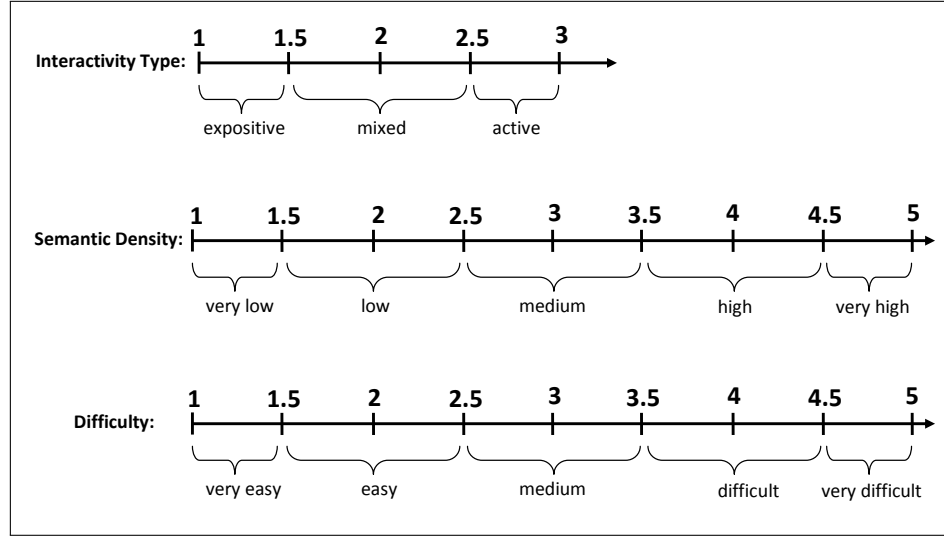 1 1.5 2 2.5 3
Interactivity Type:
expositive mixed active
1 1.5 2 2.5 3 3.5 4 4.5 5
Semantic Density:
very low low medium high very high
1 1.5 2 2.5 3 3.5 4 4.5 5
Difficulty:
very easy easy medium difficult very difficult